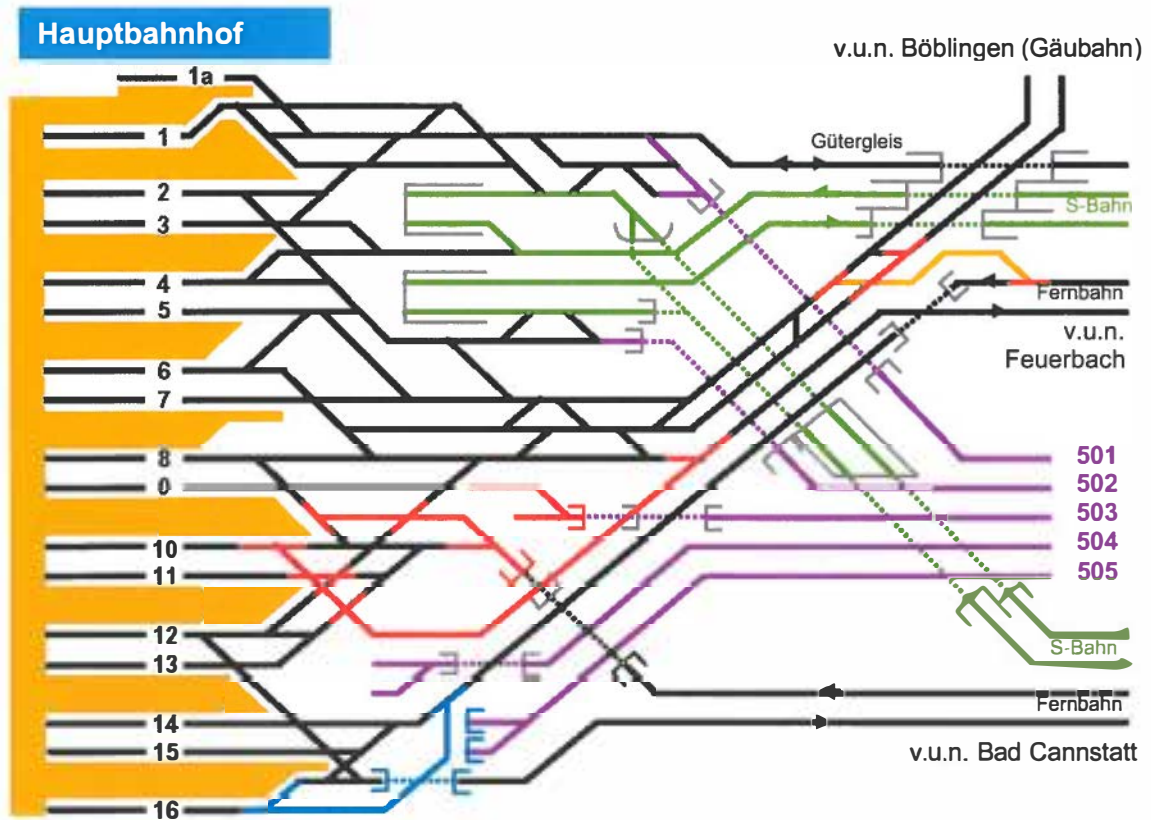 Hauptbahnhof
v.u.n. Böblingen (Gäubahn)
1a
1
Gütergleis
2
S-Bahn
3
4
Fernbahn
5
v.u.n.
Feuerbach
6
7
8
501
0
502
503
10
504
11
505
12
S-Bahn
13
Fernbahn
14
15
v.u.n. Bad Cannstatt
16